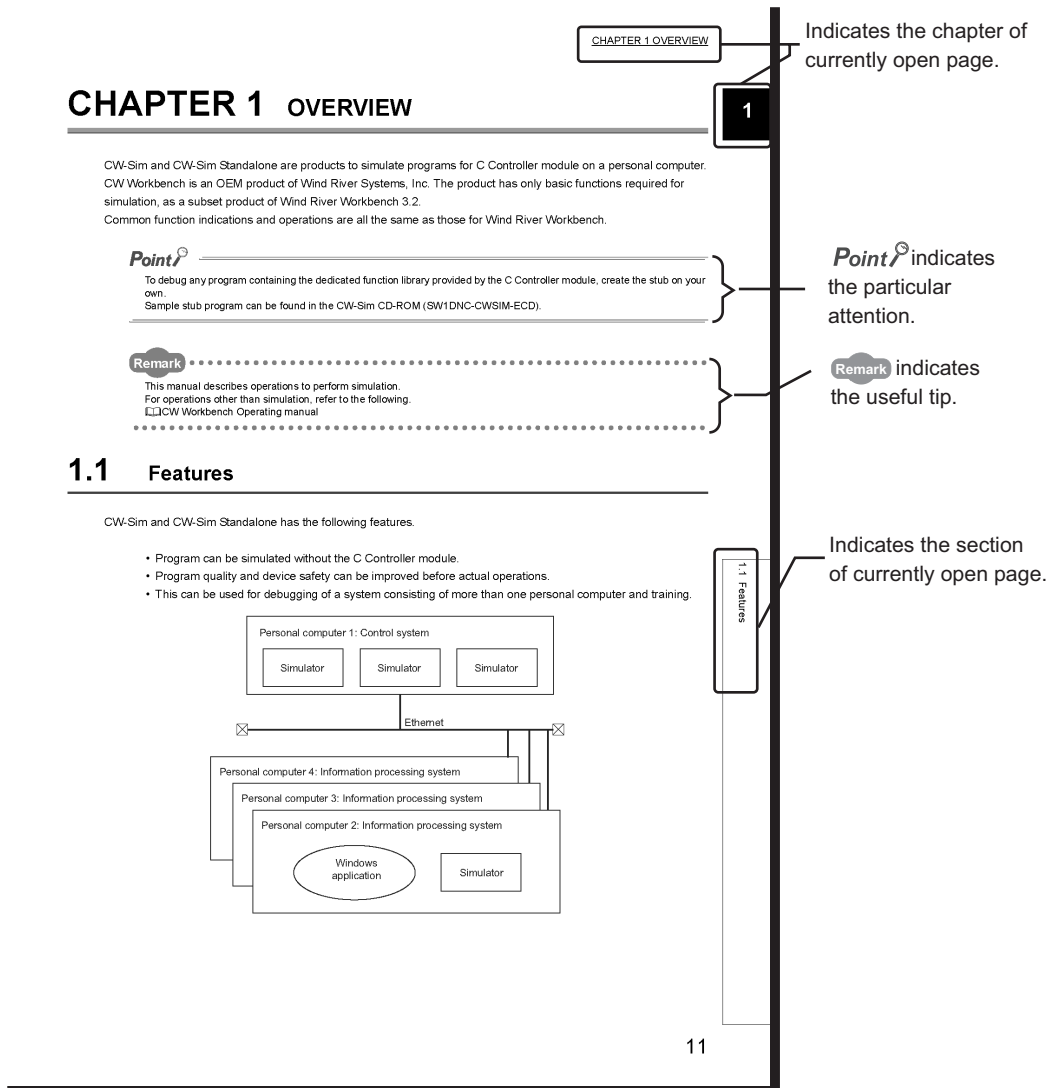 CHAPTER 1 OVERVIEW
Indicates the chapter of
currently open page.
CHAPTER 1 OVERVIEW
1
CW-Sim and CW-Sim Standalone are products to simulate programs for C Controller module on a personal computer.
CW Workbench is an OEM product of Wind River Systems, Inc. The product has only basic functions required for
simulation, as a subset product of Wind River Workbench 3.2.
Common function indications and operations are all the same as those for Wind River Workbench.
Point
To debug any program containing the dedicated function library provided by the C Controller module, create the stub on your
own.
Sample stub program can be found in the CW-Sim CD-ROM (SW1DNC-CWSIM-ECD).
Point indicates
the particular
attention.
Remark
This manual describes operations to perform simulation.
For operations other than simulation, refer to the following.
CW Workbench Operating manual
Remark indicates
the useful tip.
1.1 Features
CW-Sim and CW-Sim Standalone has the following features.
• Program can be simulated without the C Controller module.
• Program quality and device safety can be improved before actual operations.
• This can be used for debugging of a system consisting of more than one personal computer and training.
1.1 Features
Indicates the section
of currently open page.
Personal computer 1: Control system
Simulator Simulator Simulator
Ethernet
Personal computer 4: Information processing system
Personal computer 3: Information processing system
Personal computer 2: Information processing system
Windows
application
Simulator
11